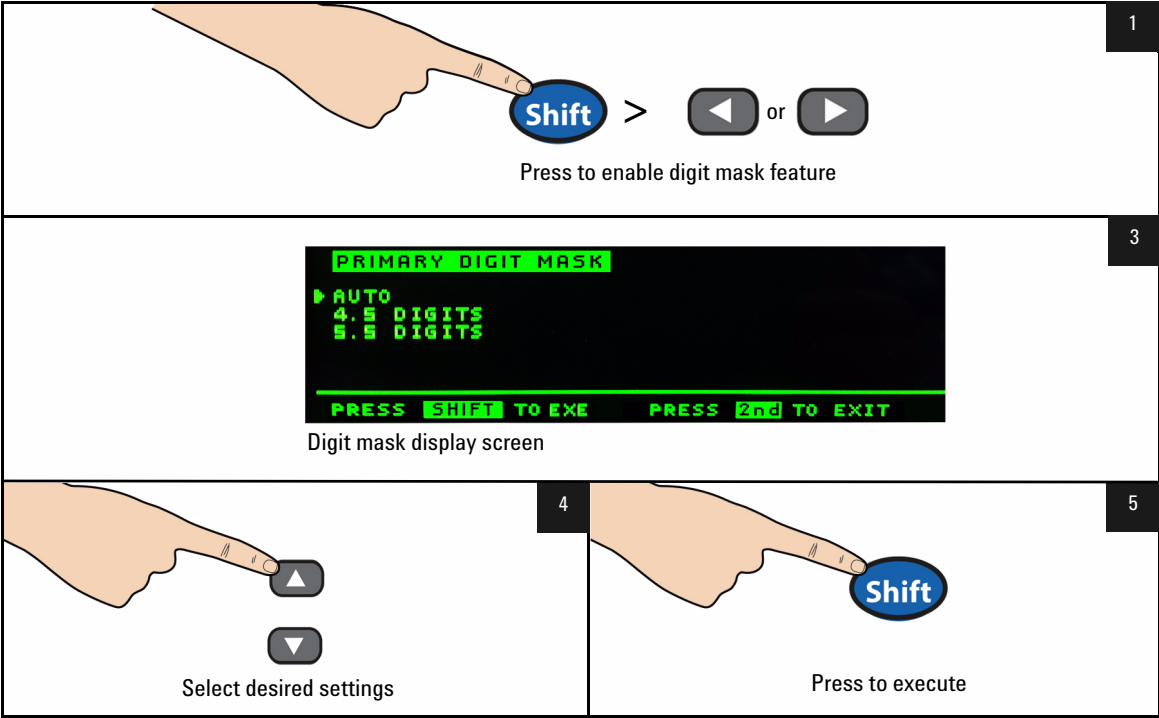 1
Shift > or
Press to enable digit mask feature
3
PRIMARY DIGIT MASK
AUTO
4.5 DIGITS
5.5 DIGITS
PRESS SHIFT TO EXE PRESS 2nd TO EXIT
Digit mask display screen
4
Select desired settings
5
Shift
Press to execute